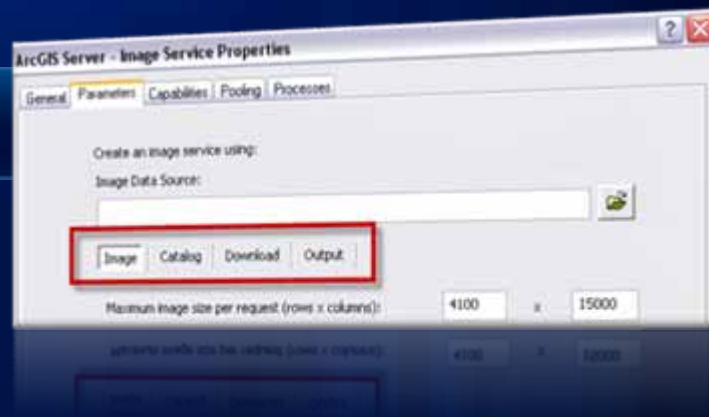 ArcGIS Server - Image Service Properties
General Parameters Capabilities Pooling Processes
Create an image service using:
Image Data Source:
Image Catalog Download Output
Maximum image size per request (rows x columns): 4100 x 15000